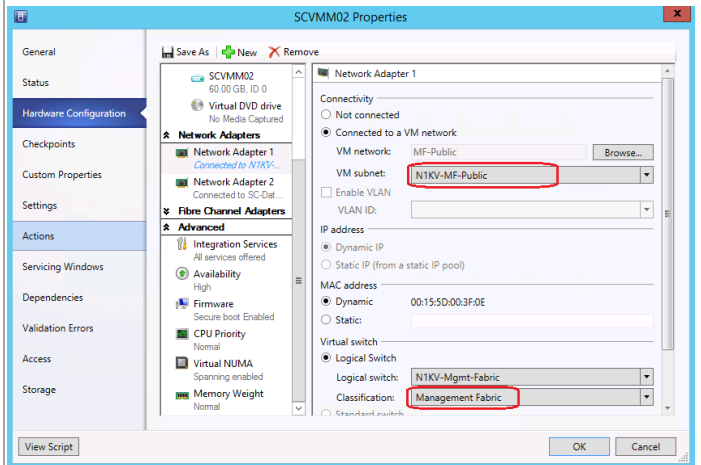 SCVMM02 Properties
x
General
Status
Hardware Configuration
Checkpoints
Custom Properties
Settings
Actions
Servicing Windows
Dependencies
Validation Errors
Access
Storage
Save As New Remove
SCVMM02
60.00 GB, ID 0
Virtual DVD drive
No Media Captured
Network Adapters
Network Adapter 1
Connected to N1KV-...
Network Adapter 2
Connected to SC-Dat...
Fibre Channel Adapters
Advanced
Integration Services
All services offered
Availability
High
Firmware
Secure boot Enabled
CPU Priority
Normal
Virtual NUMA
Spanning enabled
Memory Weight
Normal
Network Adapter 1
Connectivity
Not connected
Connected to a VM network
VM network: MF-Public Browse...
VM subnet: N1KV-MF-Public
Enable VLAN
VLAN ID:
IP address
Dynamic IP
Static IP (from a static IP pool)
MAC address
Dynamic 00:15:5D:00:3F:0E
Static:
Virtual switch
Logical Switch
Logical switch: N1KV-Mgmt-Fabric
Classification: Management Fabric
Standard switch
View Script OK Cancel